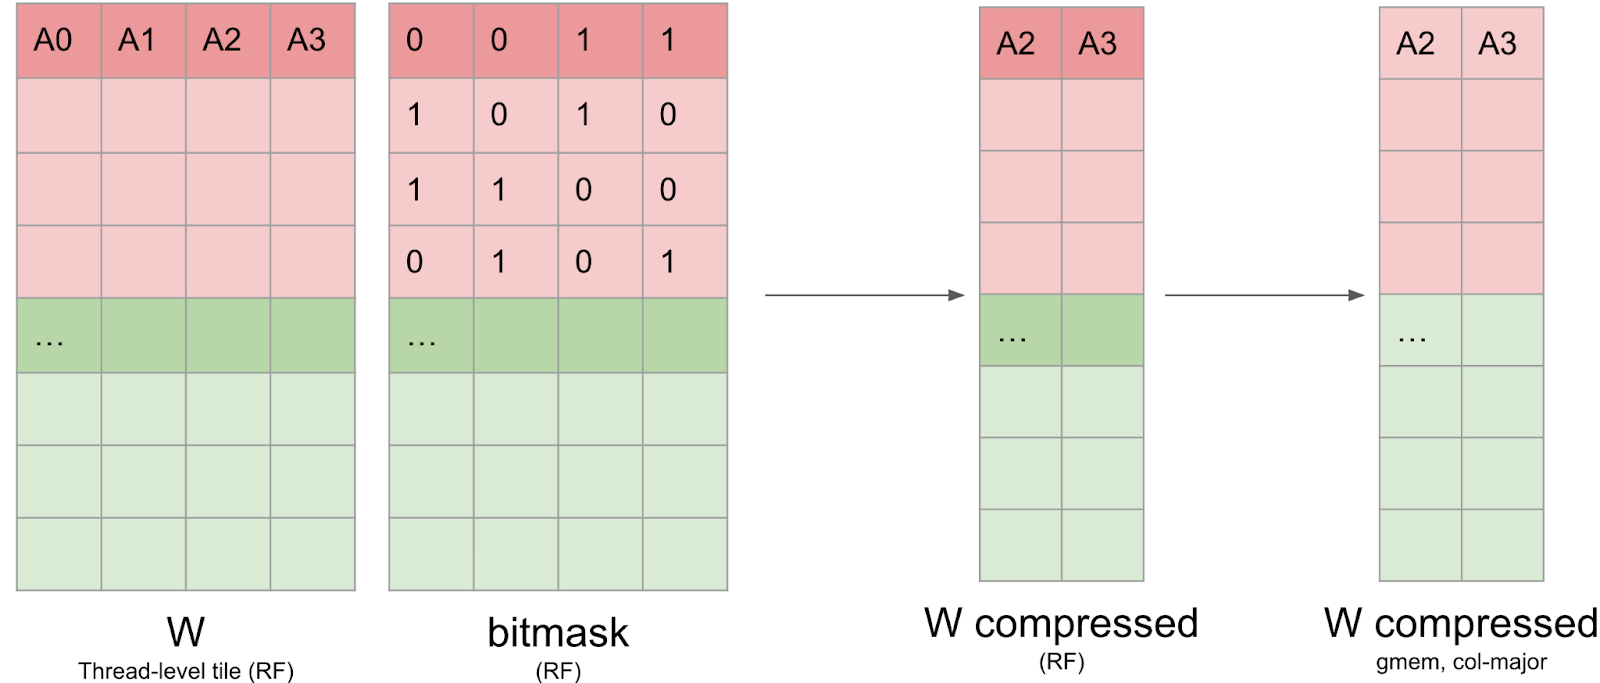 A0 A1 A2 A3 0 0 1 1 A2 A3 A2 A3
1 0 1 0
1 1 0 0
0 1 0 1
... ... ... ...
W bitmask W compressed W compressed
Thread-level tile (RF) (RF) (RF) gmem, col-major